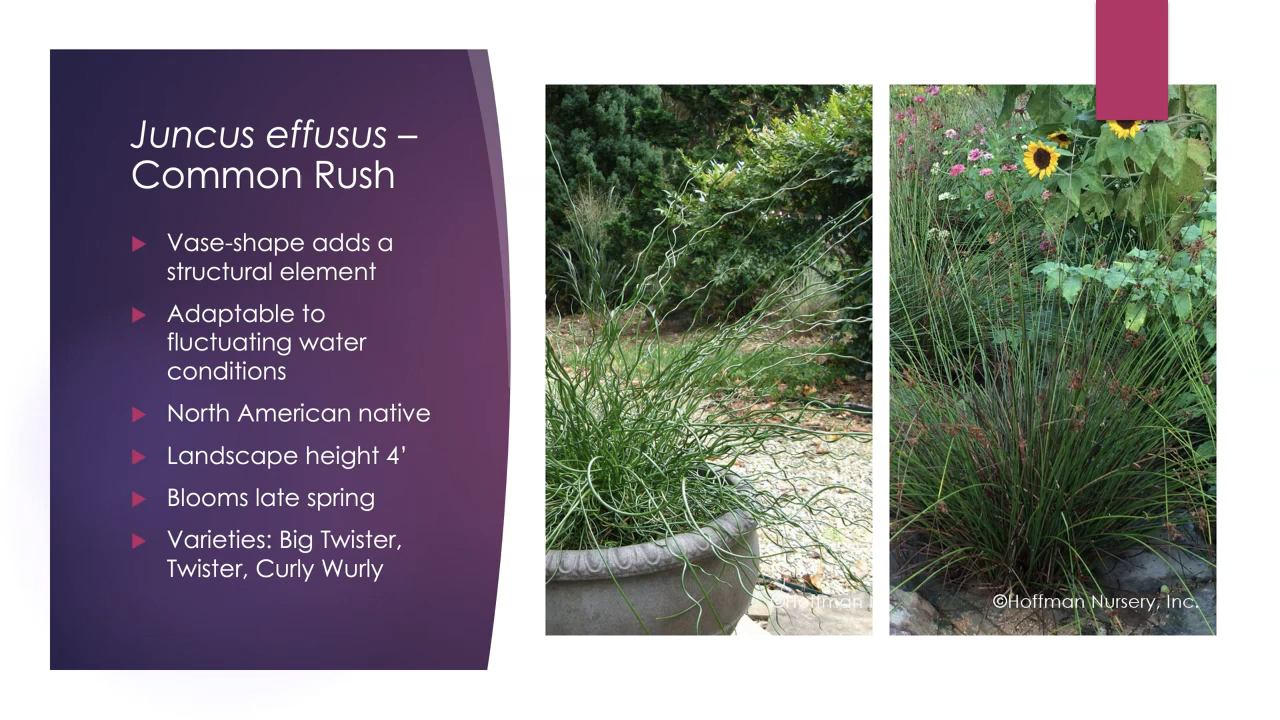 Juncus effusus –
Common Rush
Vase-shape adds a
structural element
Adaptable to
fluctuating water
conditions
North American native
Landscape height 4’
Blooms late spring
Varieties: Big Twister,
Twister, Curly Wurly
©Hoffman N
©Hoffman Nursery, Inc.